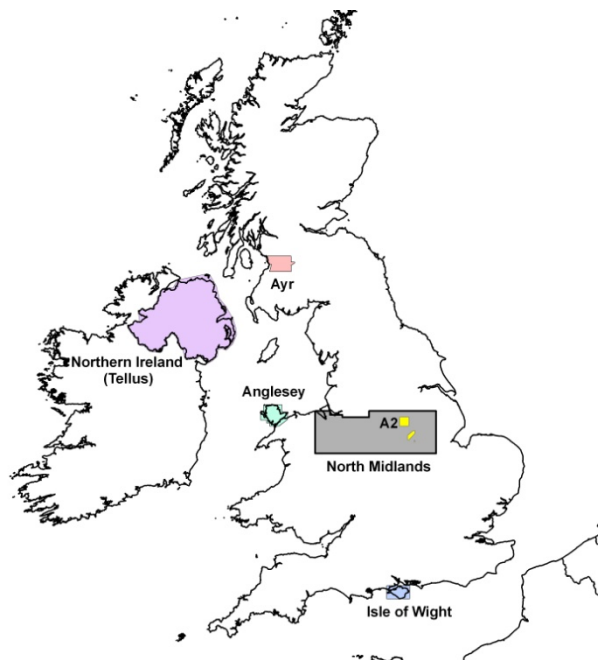 Ayr
Northern Ireland
(Tellus)
Anglesey
A2
North Midlands
Isle of Wight